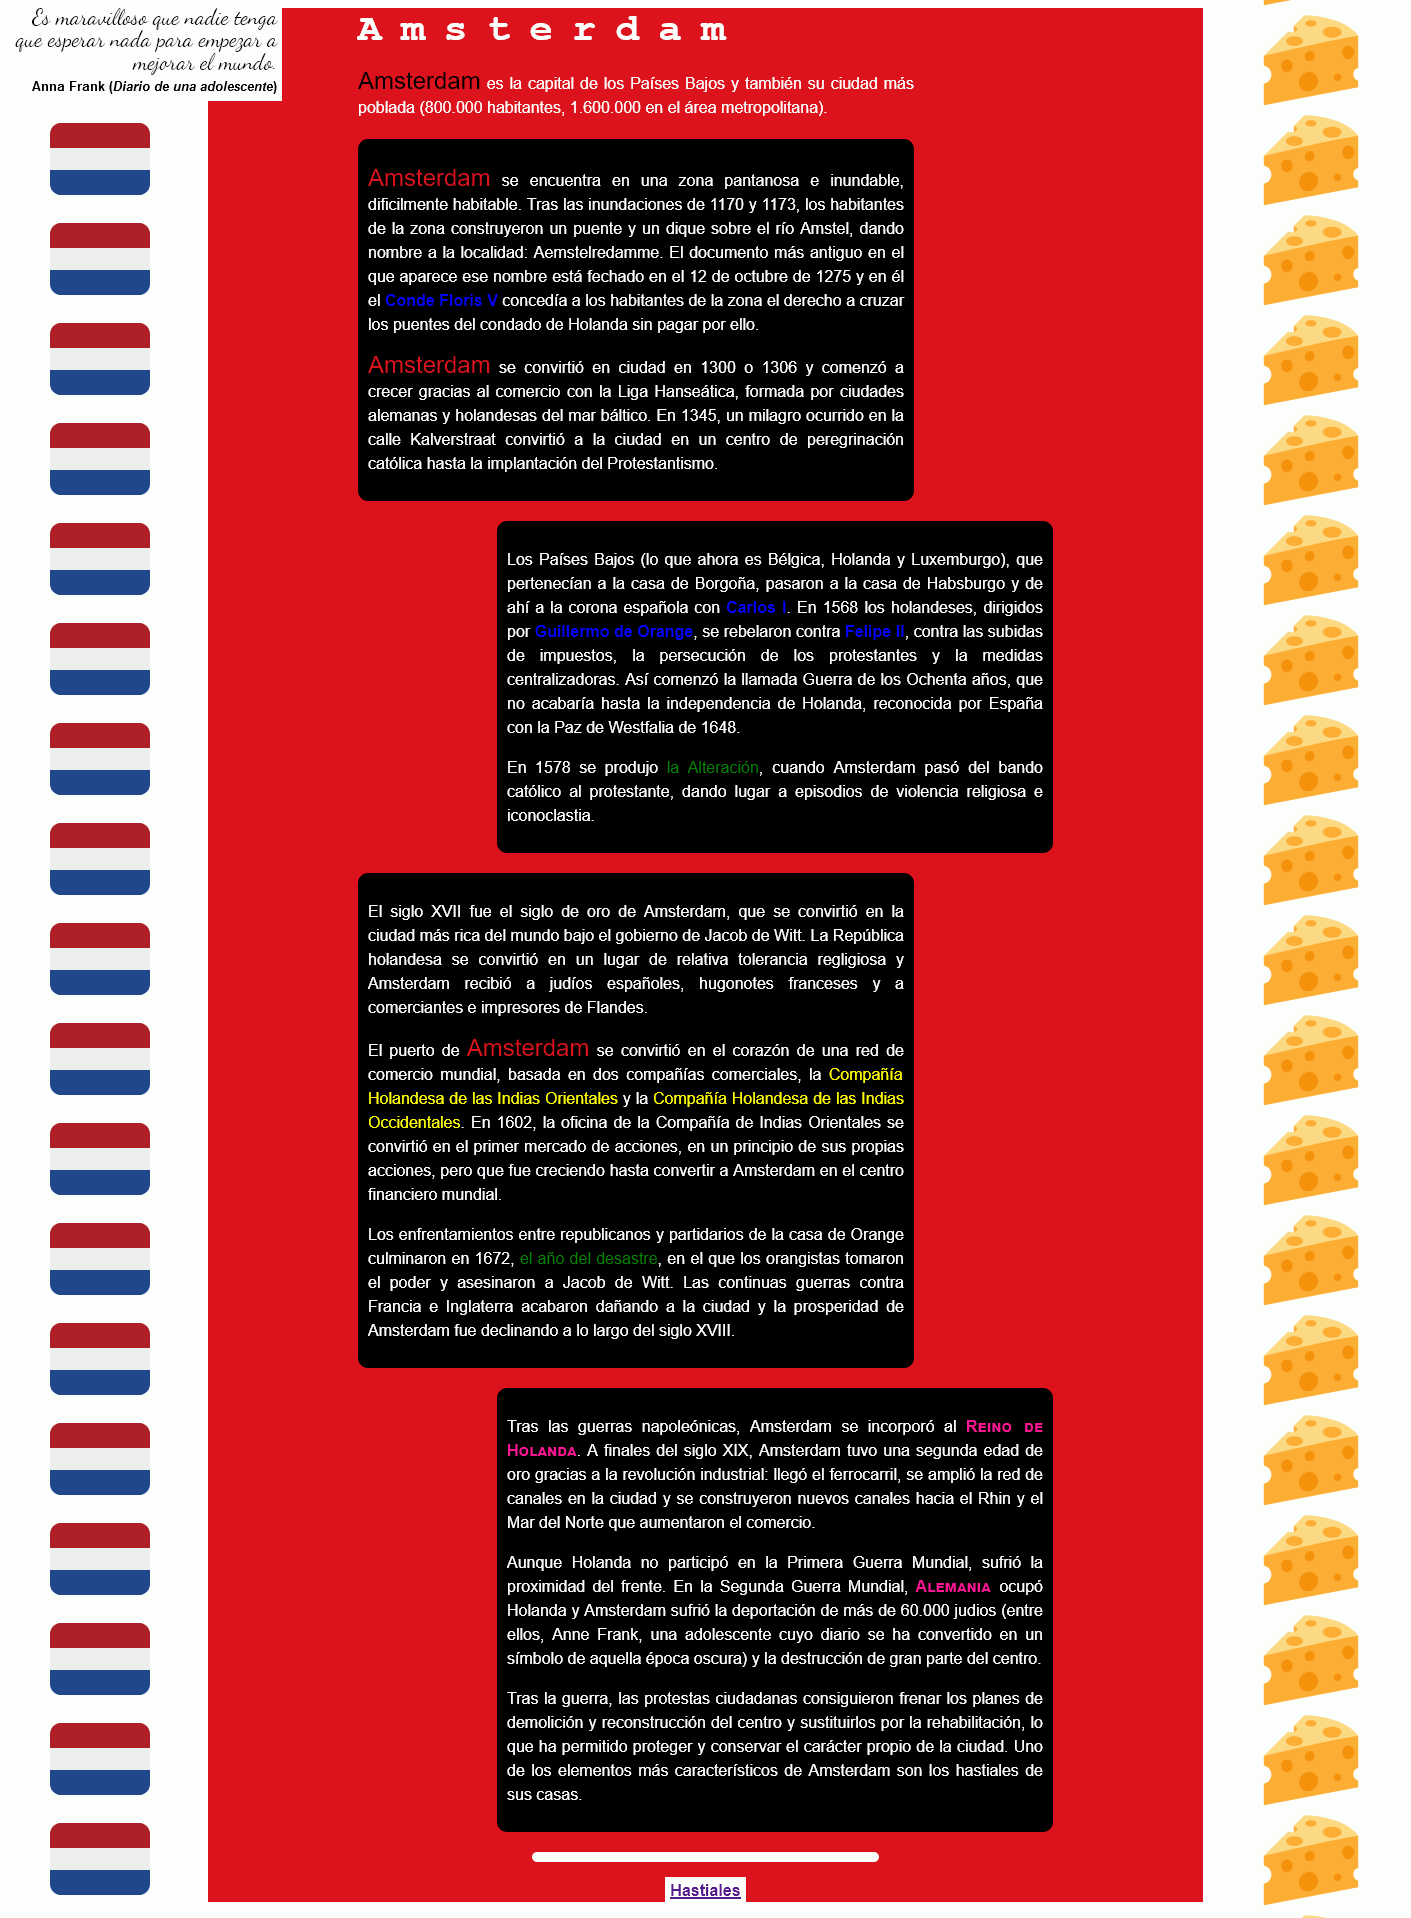 Es maravilloso que nadie tenga
que esperar nada para empezar a
mejorar el mundo.
Anna Frank (Diario de una adolescente)
Amsterdam
Amsterdam es la capital de los Países Bajos y también su ciudad más
poblada (800.000 habitantes, 1.600.000 en el área metropolitana).
Amsterdam se encuentra en una zona pantanosa e inundable,
dificilmente habitable. Tras las inundaciones de 1170 y 1173, los habitantes
de la zona construyeron un puente y un dique sobre el río Amstel, dando
nombre a la localidad: Aemstelredamme. El documento más antiguo en el
que aparece ese nombre está fechado en el 12 de octubre de 1275 y en él
el Conde Floris V concedía a los habitantes de la zona el derecho a cruzar
los puentes del condado de Holanda sin pagar por ello.
Amsterdam se convirtió en ciudad en 1300 o 1306 y comenzó a
crecer gracias al comercio con la Liga Hanseática, formada por ciudades
alemanas y holandesas del mar báltico. En 1345, un milagro ocurrido en la
calle Kalverstraat convirtió a la ciudad en un centro de peregrinación
católica hasta la implantación del Protestantismo.
Los Países Bajos (lo que ahora es Bélgica, Holanda y Luxemburgo), que
pertenecían a la casa de Borgoña, pasaron a la casa de Habsburgo y de
ahí a la corona española con Carlos I. En 1568 los holandeses, dirigidos
por Guillermo de Orange, se rebelaron contra Felipe II, contra las subidas
de impuestos, la persecución de los protestantes y la medidas
centralizadoras. Así comenzó la llamada Guerra de los Ochenta años, que
no acabaría hasta la independencia de Holanda, reconocida por España
con la Paz de Westfalia de 1648.
En 1578 se produjo la Alteración, cuando Amsterdam pasó del bando
católico al protestante, dando lugar a episodios de violencia religiosa e
iconoclastia.
El siglo XVII fue el siglo de oro de Amsterdam, que se convirtió en la
ciudad más rica del mundo bajo el gobierno de Jacob de Witt. La República
holandesa se convirtió en un lugar de relativa tolerancia regligiosa y
Amsterdam recibió a judíos españoles, hugonotes franceses y a
comerciantes e impresores de Flandes.
El puerto de Amsterdam se convirtió en el corazón de una red de
comercio mundial, basada en dos compañías comerciales, la Compañía
Holandesa de las Indias Orientales y la Compañía Holandesa de las Indias
Occidentales. En 1602, la oficina de la Compañía de Indias Orientales se
convirtió en el primer mercado de acciones, en un principio de sus propias
acciones, pero que fue creciendo hasta convertir a Amsterdam en el centro
financiero mundial.
Los enfrentamientos entre republicanos y partidarios de la casa de Orange
culminaron en 1672, el año del desastre, en el que los orangistas tomaron
el poder y asesinaron a Jacob de Witt. Las continuas guerras contra
Francia e Inglaterra acabaron dañando a la ciudad y la prosperidad de
Amsterdam fue declinando a lo largo del siglo XVIII.
Tras las guerras napoleónicas, Amsterdam se incorporó al Reino de
Holanda. A finales del siglo XIX, Amsterdam tuvo una segunda edad de
oro gracias a la revolución industrial: llegó el ferrocarril, se amplió la red de
canales en la ciudad y se construyeron nuevos canales hacia el Rhin y el
Mar del Norte que aumentaron el comercio.
Aunque Holanda no participó en la Primera Guerra Mundial, sufrió la
proximidad del frente. En la Segunda Guerra Mundial, Alemania ocupó
Holanda y Amsterdam sufrió la deportación de más de 60.000 judios (entre
ellos, Anne Frank, una adolescente cuyo diario se ha convertido en un
símbolo de aquella época oscura) y la destrucción de gran parte del centro.
Tras la guerra, las protestas ciudadanas consiguieron frenar los planes de
demolición y reconstrucción del centro y sustituirlos por la rehabilitación, lo
que ha permitido proteger y conservar el carácter propio de la ciudad. Uno
de los elementos más característicos de Amsterdam son los hastiales de
sus casas.
Hastiales